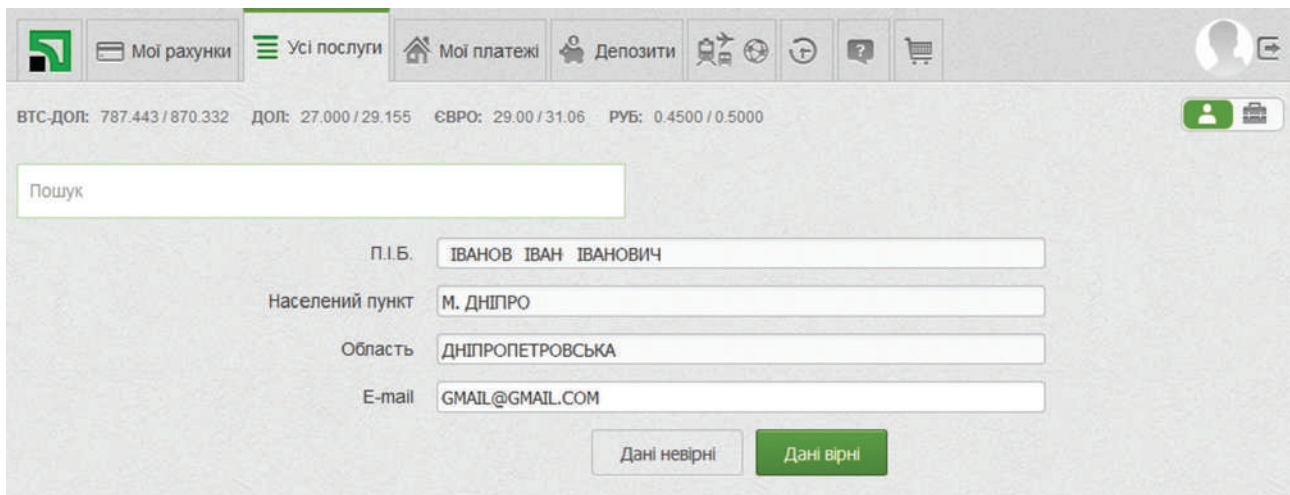 Мої рахунки Усі послуги Мої платежі Депозити
BTC-ДОЛ: 787.443 / 870.332 ДОЛ: 27.000 / 29.155 ЄВРО: 29.00 / 31.06 РУБ: 0.4500 / 0.5000
Пошук
П.І.Б. ІВАНОВ ІВАН ІВАНОВИЧ
Населений пункт М. ДНІПРО
Область ДНІПРОПЕТРОВСЬКА
E-mail GMAIL@GMAIL.COM
Дані невірні Дані вірні